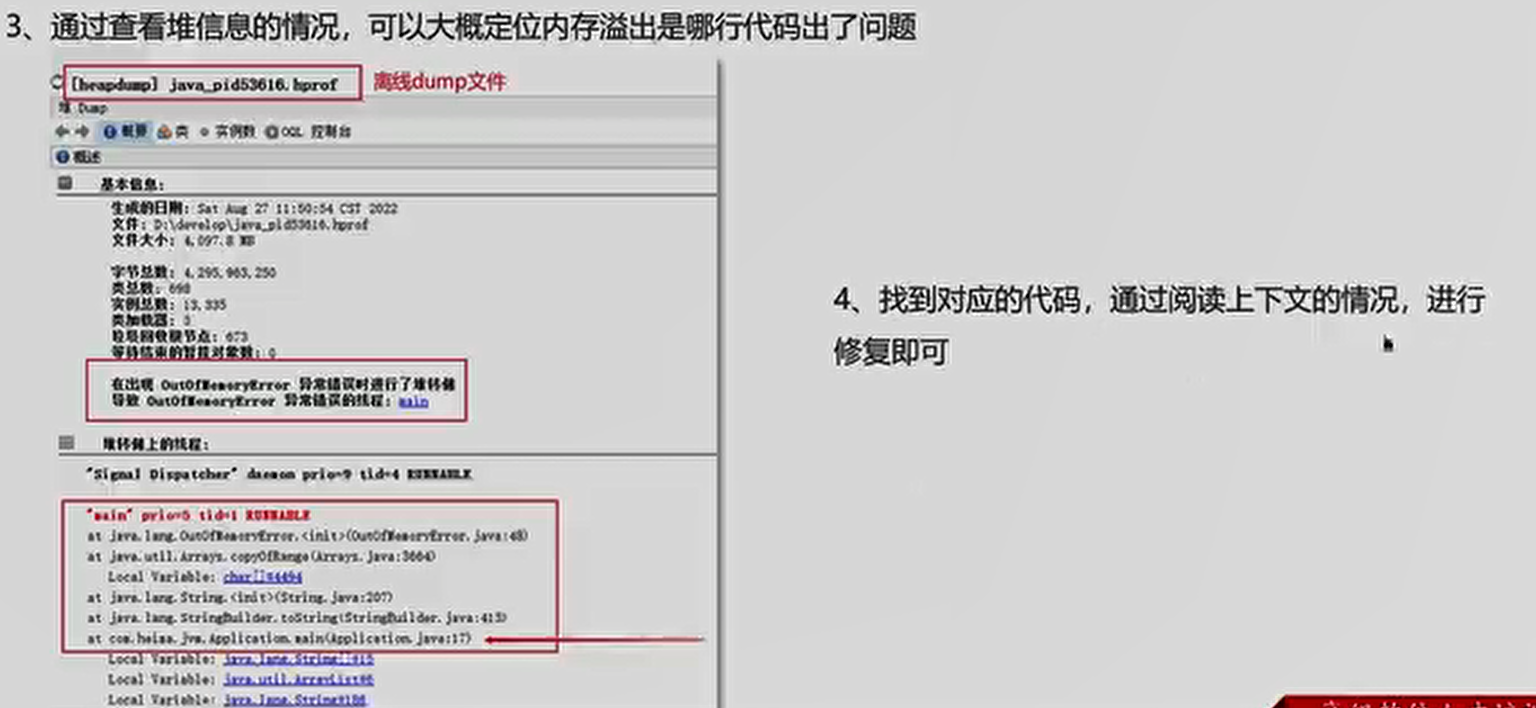 3、通过查看堆信息的情况，可以大概定位内存溢出是哪行代码出了问题
[heapdump] java_pid53616.hprof
离线dump文件
堆 Dump
概要 类 实例数 OQL 控制台
概述
基本信息：
生成的日期: Sat Aug 27 11:50:54 CST 2022
文件: D:\develop\java_pid53616.hprof
文件大小: 4,097.8 MB
字节总数: 4,295,963,250
类总数: 698
实例总数: 13,335
类加载器: 3
垃圾回收根节点: 673
等待结束的暂挂对象数: 0
在出现 OutOfMemoryError 异常错误时进行了堆转储
导致 OutOfMemoryError 异常错误的线程: main
堆转储上的线程:
"Signal Dispatcher" daemon prio=9 tid=4 RUNNABLE
"main" prio=5 tid=1 RUNNABLE
at java.lang.OutOfMemoryError.<init>(OutOfMemoryError.java:48)
at java.util.Arrays.copyOfRange(Arrays.java:3664)
Local Variable: char[]#4494
at java.lang.String.<init>(String.java:207)
at java.lang.StringBuilder.toString(StringBuilder.java:413)
at com.heima.jvm.Application.main(Application.java:17)
Local Variable: java.lang.String[]#15
Local Variable: java.util.ArrayList#6
Local Variable: java.lang.String#186
4、找到对应的代码，通过阅读上下文的情况，进行
修复即可